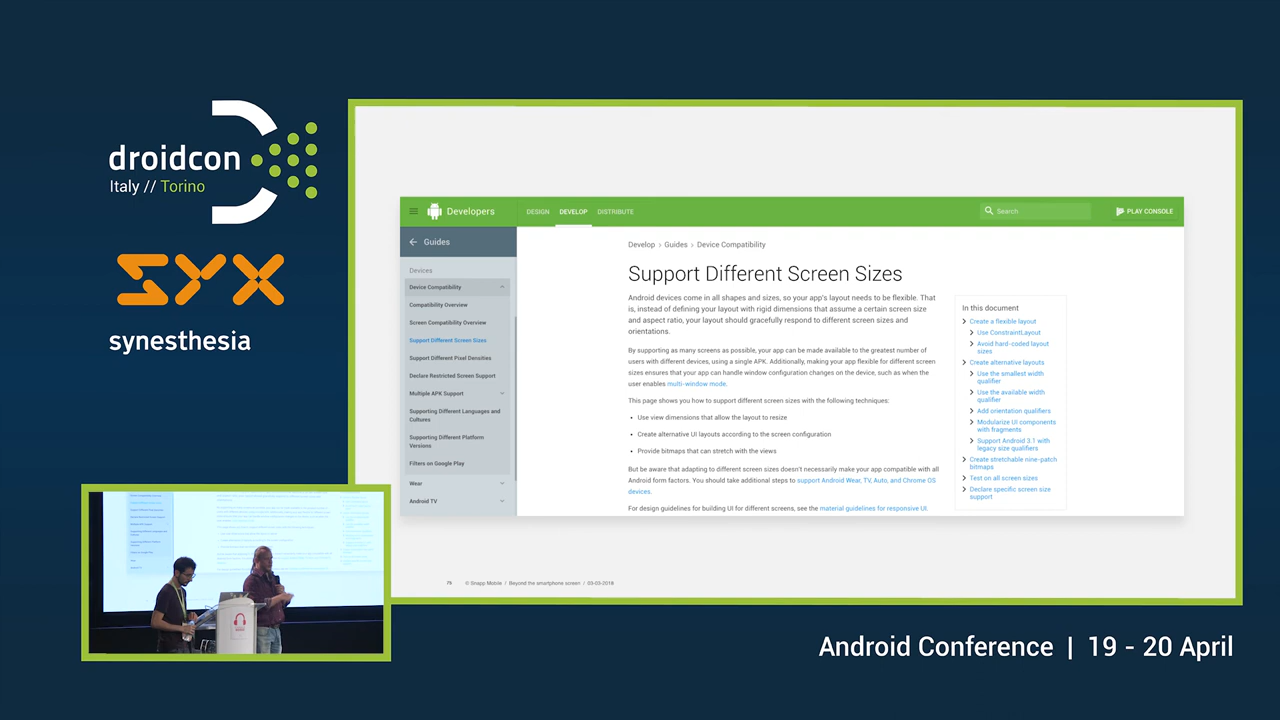 droidcon
Italy // Torino
SYX
synesthesia
Developers
DESIGN
DEVELOP
DISTRIBUTE
Search
PLAY CONSOLE
Guides
Devices
Device Compatibility
Compatibility Overview
Screen Compatibility Overview
Support Different Screen Sizes
Support Different Pixel Densities
Declare Restricted Screen Support
Multiple APK Support
Supporting Different Languages and
Cultures
Supporting Different Platform
Versions
Filters on Google Play
Wear
Android TV
Develop > Guides > Device Compatibility
Support Different Screen Sizes
Android devices come in all shapes and sizes, so your app's layout needs to be flexible. That
is, instead of defining your layout with rigid dimensions that assume a certain screen size
and aspect ratio, your layout should gracefully respond to different screen sizes and
orientations.
By supporting as many screens as possible, your app can be made available to the greatest number of
users with different devices, using a single APK. Additionally, making your app flexible for different screen
sizes ensures that your app can handle window configuration changes on the device, such as when the
user enables multi-window mode.
This page shows you how to support different screen sizes with the following techniques:
• Use view dimensions that allow the layout to resize
• Create alternative UI layouts according to the screen configuration
• Provide bitmaps that can stretch with the views
But be aware that adapting to different screen sizes doesn't necessarily make your app compatible with all
Android form factors. You should take additional steps to support Android Wear, TV, Auto, and Chrome OS
devices.
For design guidelines for building UI for different screens, see the material guidelines for responsive UI.
In this document
Create a flexible layout
Use ConstraintLayout
Avoid hard-coded layout
sizes
Create alternative layouts
Use the smallest width
qualifier
Use the available width
qualifier
Add orientation qualifiers
Modularize UI components
with fragments
Support Android 3.1 with
legacy size qualifiers
Create stretchable nine-patch
bitmaps
Test on all screen sizes
Declare specific screen size
support
75 © Snapp Mobile / Beyond the smartphone screen / 03-03-2018
Android Conference | 19 - 20 April